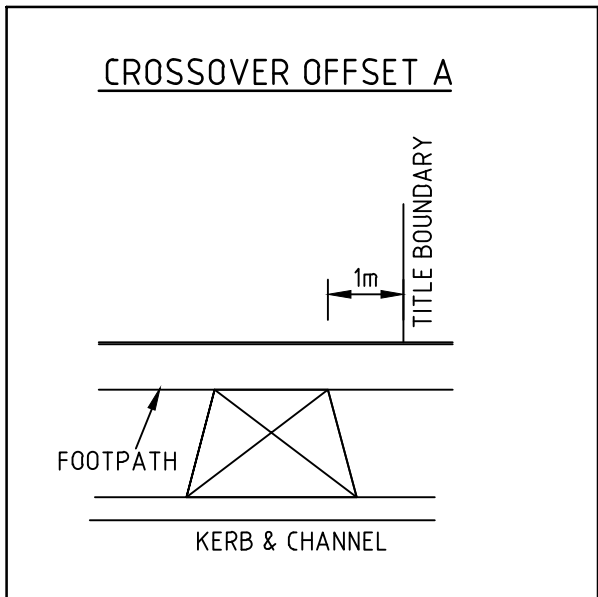 CROSSOVER OFFSET A
TITLE BOUNDARY
1m
FOOTPATH
KERB & CHANNEL